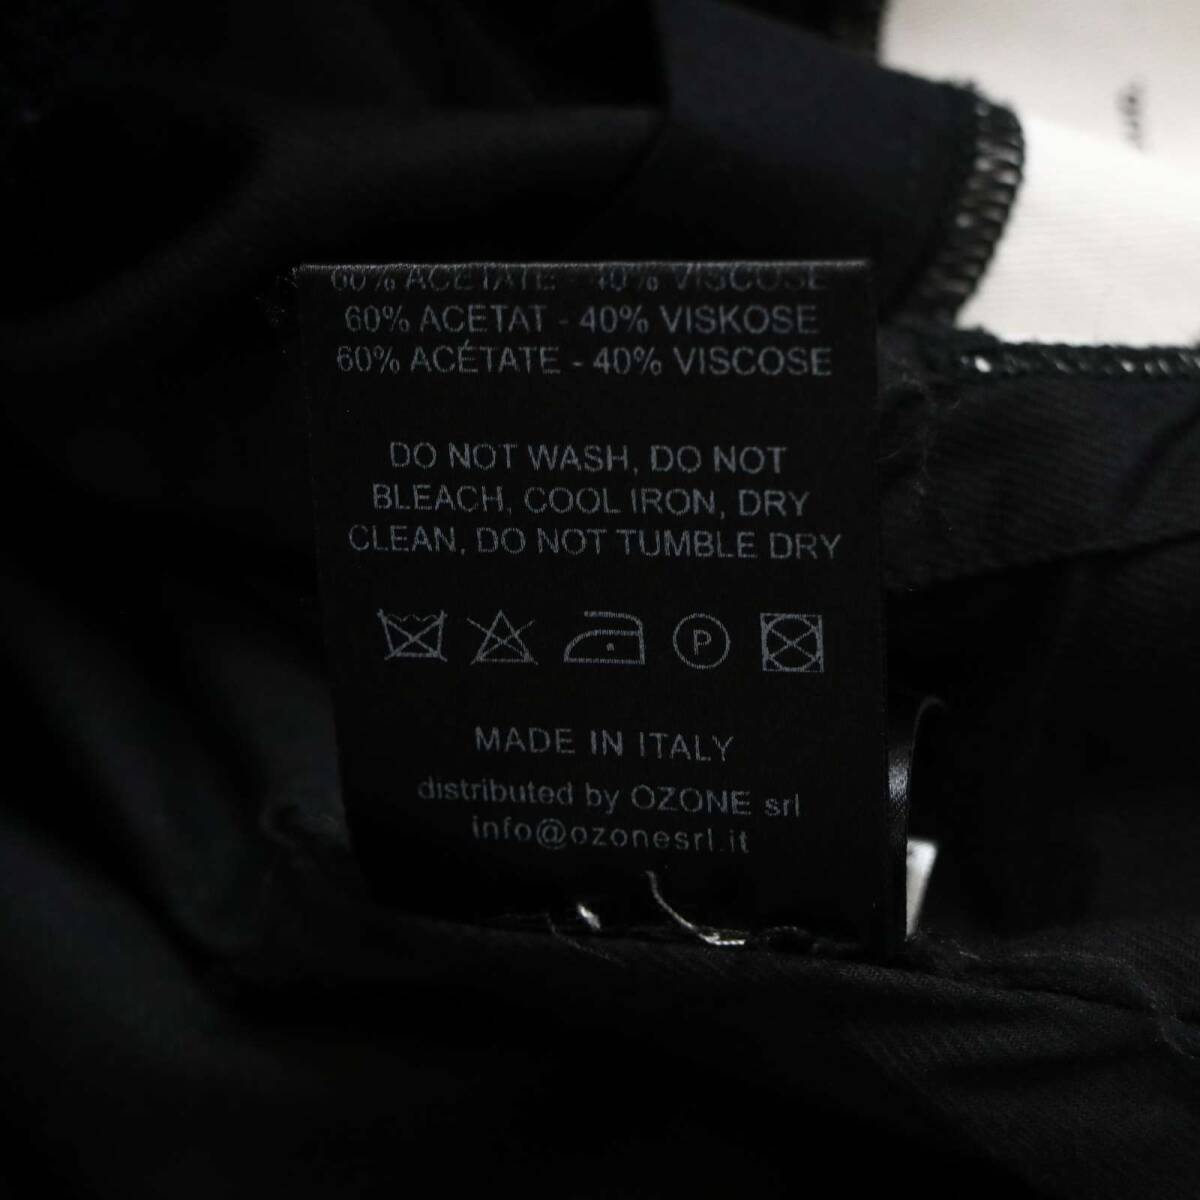 60% ACETATE - 40% VISCOSE
60% ACETAT - 40% VISKOSE
60% ACÉTATE - 40% VISCOSE
DO NOT WASH, DO NOT
BLEACH, COOL IRON, DRY
CLEAN, DO NOT TUMBLE DRY
P
MADE IN ITALY
distributed by OZONE srl
info@ozonesrl.it